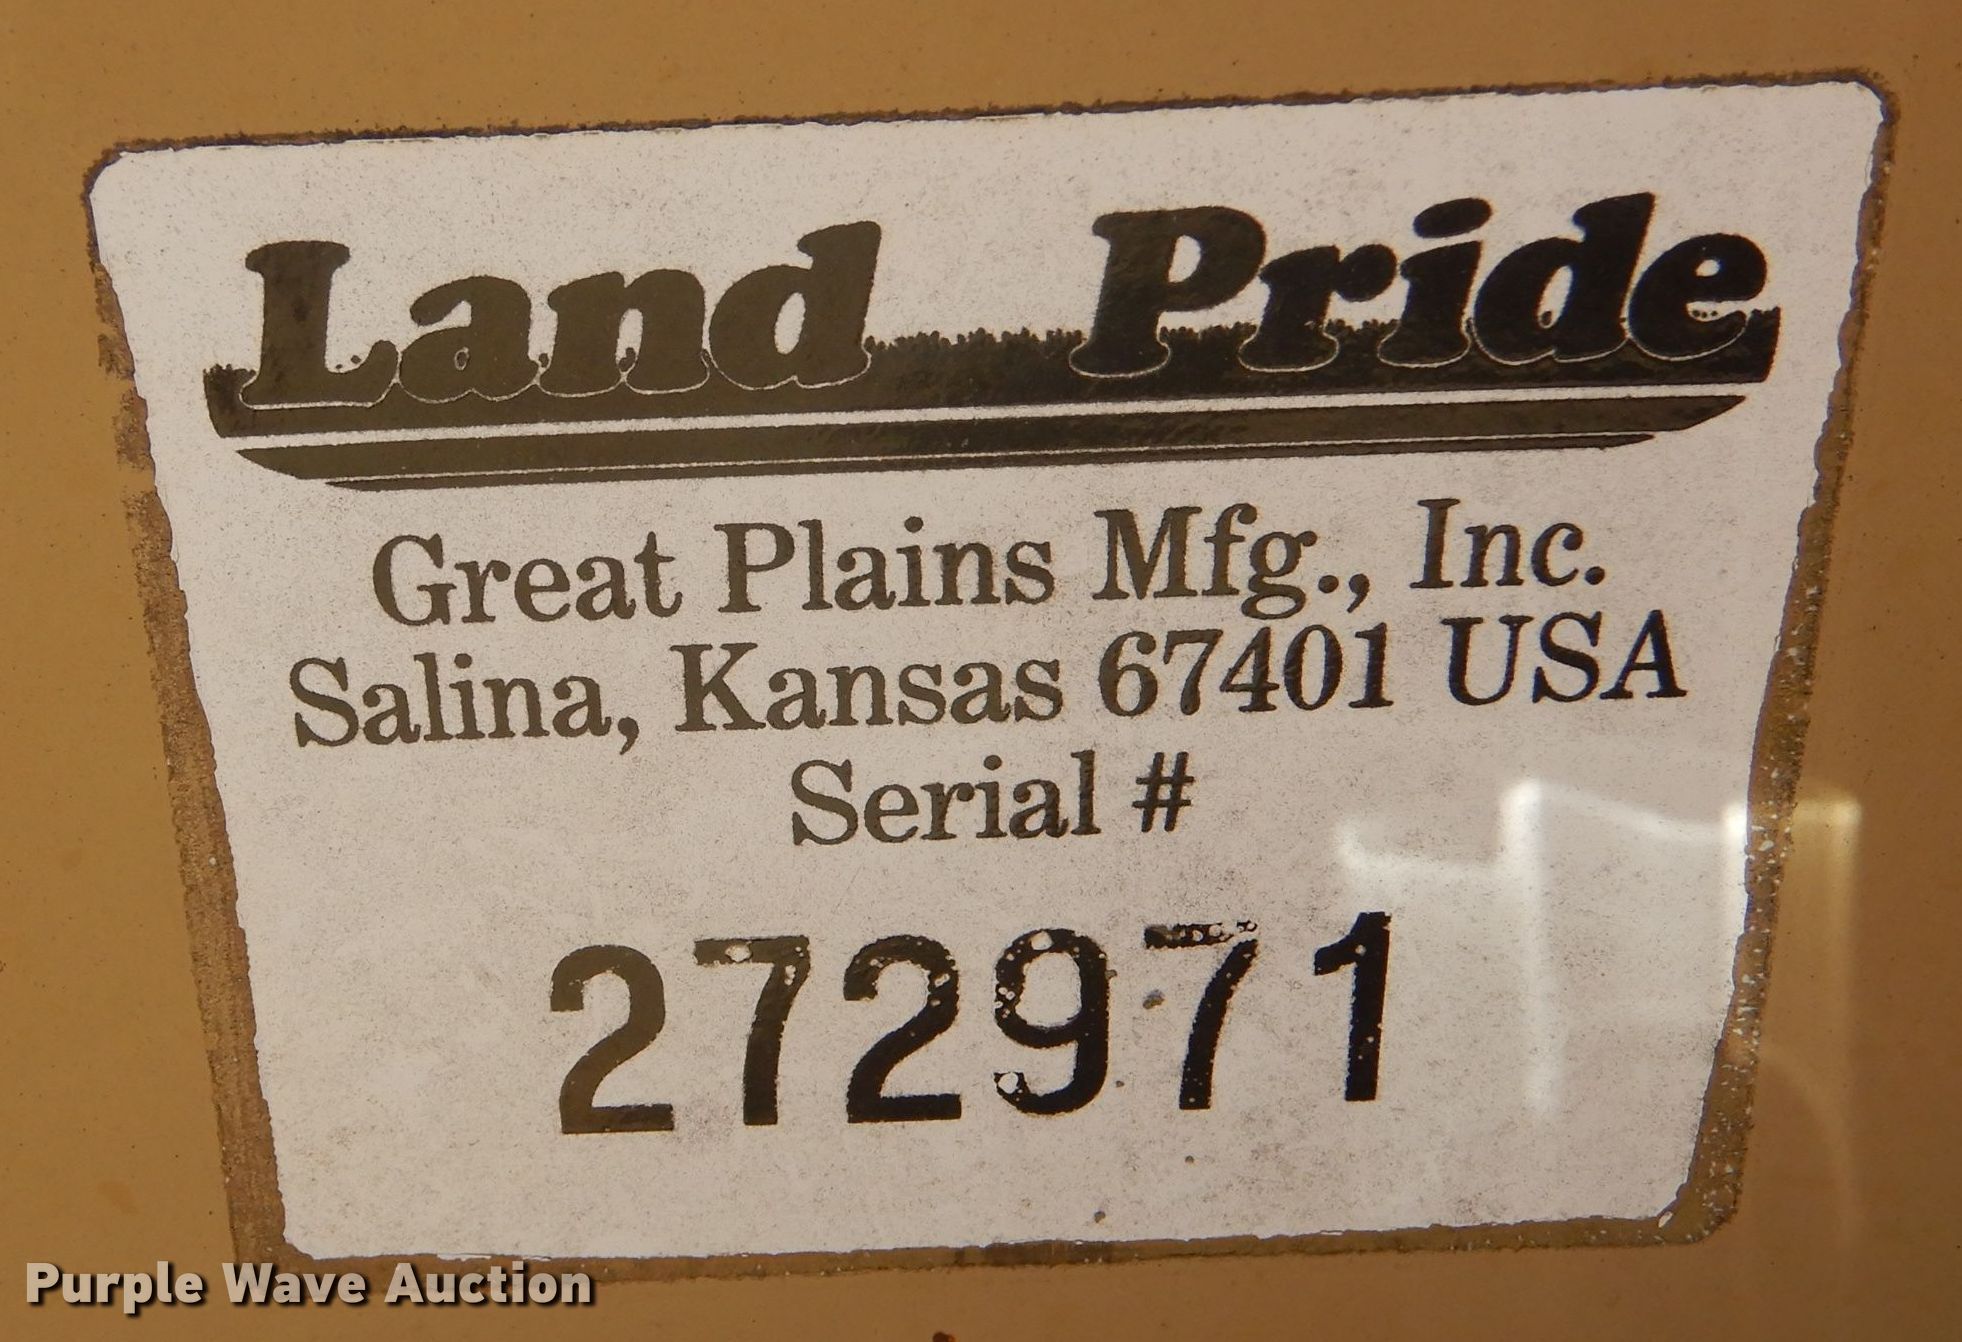 Land Pride
Great Plains Mfg., Inc.
Salina, Kansas 67401 USA
Serial #
272971
Purple Wave Auction